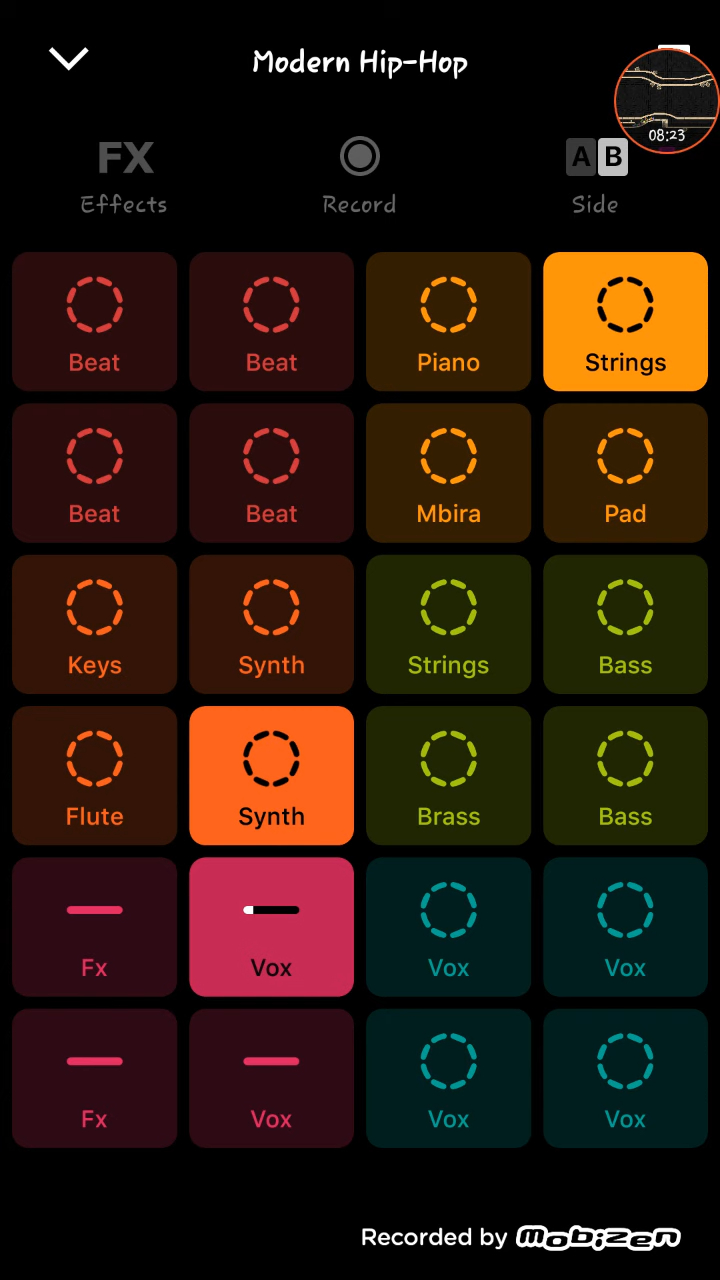 Modern Hip-Hop
08:23
FX
A B
Effects
Record
Side
Beat
Beat
Piano
Strings
Beat
Beat
Mbira
Pad
Keys
Synth
Strings
Bass
Flute
Synth
Brass
Bass
Fx
Vox
Vox
Vox
Fx
Vox
Vox
Vox
Recorded by mobizen